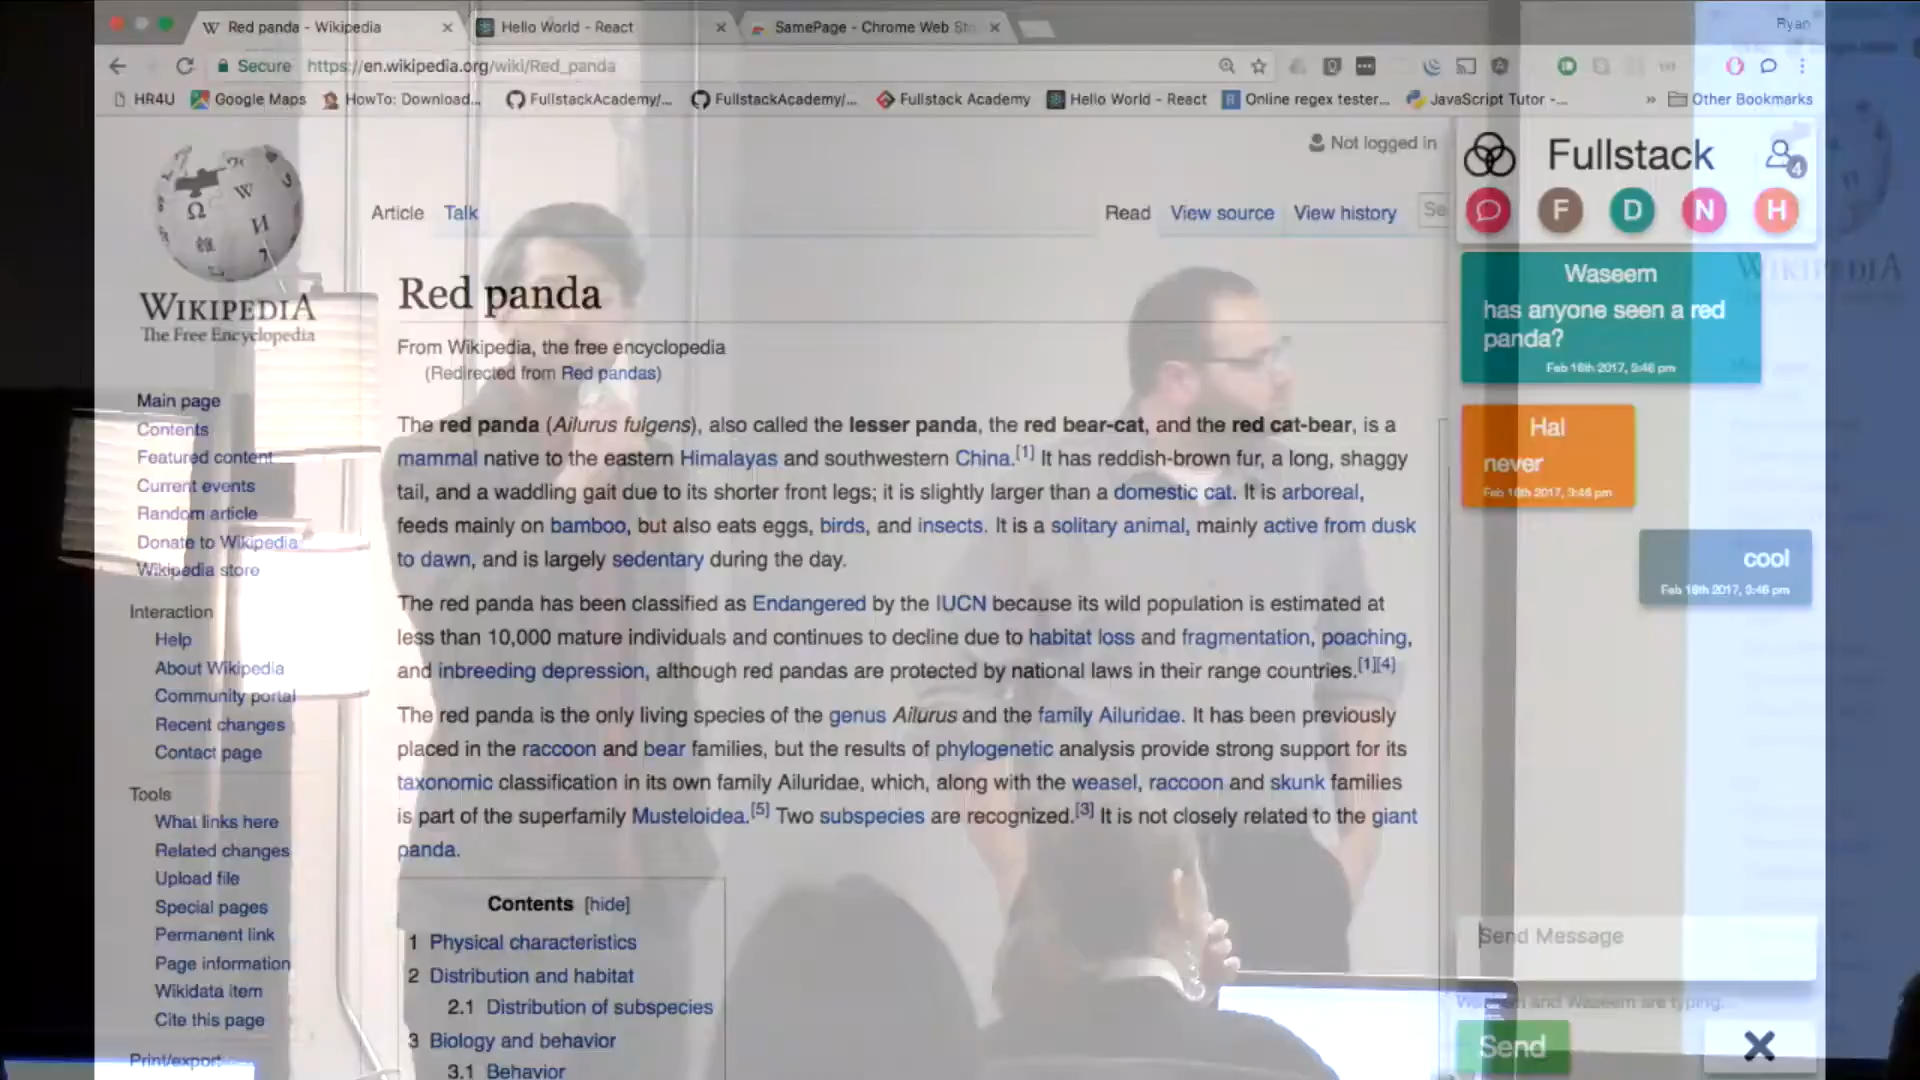 Red panda - Wikipedia
Hello World - React
SamePage - Chrome Web Sto
Ryan
Secure https://en.wikipedia.org/wiki/Red_panda
HR4U
Google Maps
HowTo: Download...
FullstackAcademy/...
FullstackAcademy/...
Fullstack Academy
Hello World - React
Online regex tester...
JavaScript Tutor -...
» Other Bookmarks
Not logged in
Article Talk
Read View source View history Se
WIKIPEDIA
The Free Encyclopedia
Main page
Contents
Featured content
Current events
Random article
Donate to Wikipedia
Wikipedia store
Interaction
Help
About Wikipedia
Community portal
Recent changes
Contact page
Tools
What links here
Related changes
Upload file
Special pages
Permanent link
Page information
Wikidata item
Cite this page
Print/export
Red panda
From Wikipedia, the free encyclopedia
(Redirected from Red pandas)
The red panda (Ailurus fulgens), also called the lesser panda, the red bear-cat, and the red cat-bear, is a
mammal native to the eastern Himalayas and southwestern China.[1] It has reddish-brown fur, a long, shaggy
tail, and a waddling gait due to its shorter front legs; it is slightly larger than a domestic cat. It is arboreal,
feeds mainly on bamboo, but also eats eggs, birds, and insects. It is a solitary animal, mainly active from dusk
to dawn, and is largely sedentary during the day.
The red panda has been classified as Endangered by the IUCN because its wild population is estimated at
less than 10,000 mature individuals and continues to decline due to habitat loss and fragmentation, poaching,
and inbreeding depression, although red pandas are protected by national laws in their range countries.[1][4]
The red panda is the only living species of the genus Ailurus and the family Ailuridae. It has been previously
placed in the raccoon and bear families, but the results of phylogenetic analysis provide strong support for its
taxonomic classification in its own family Ailuridae, which, along with the weasel, raccoon and skunk families
is part of the superfamily Musteloidea.[5] Two subspecies are recognized.[3] It is not closely related to the giant
panda.
Contents [hide]
1 Physical characteristics
2 Distribution and habitat
2.1 Distribution of subspecies
3 Biology and behavior
3.1 Behavior
Fullstack
4
F D N H
Waseem
has anyone seen a red
panda?
Feb 16th 2017, 3:46 pm
Hal
never
Feb 16th 2017, 3:46 pm
cool
Feb 16th 2017, 3:46 pm
Send Message
and Waseem are typing...
Send
WIKIPEDIA